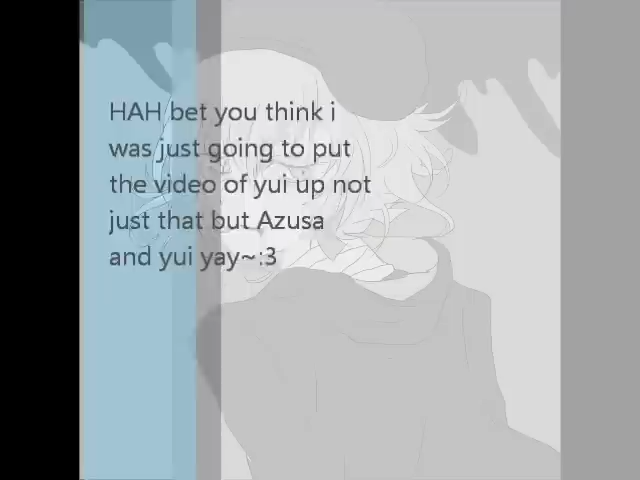 HAH bet you think i
was just going to put
the video of yui up not
just that but Azusa
and yui yay~:3